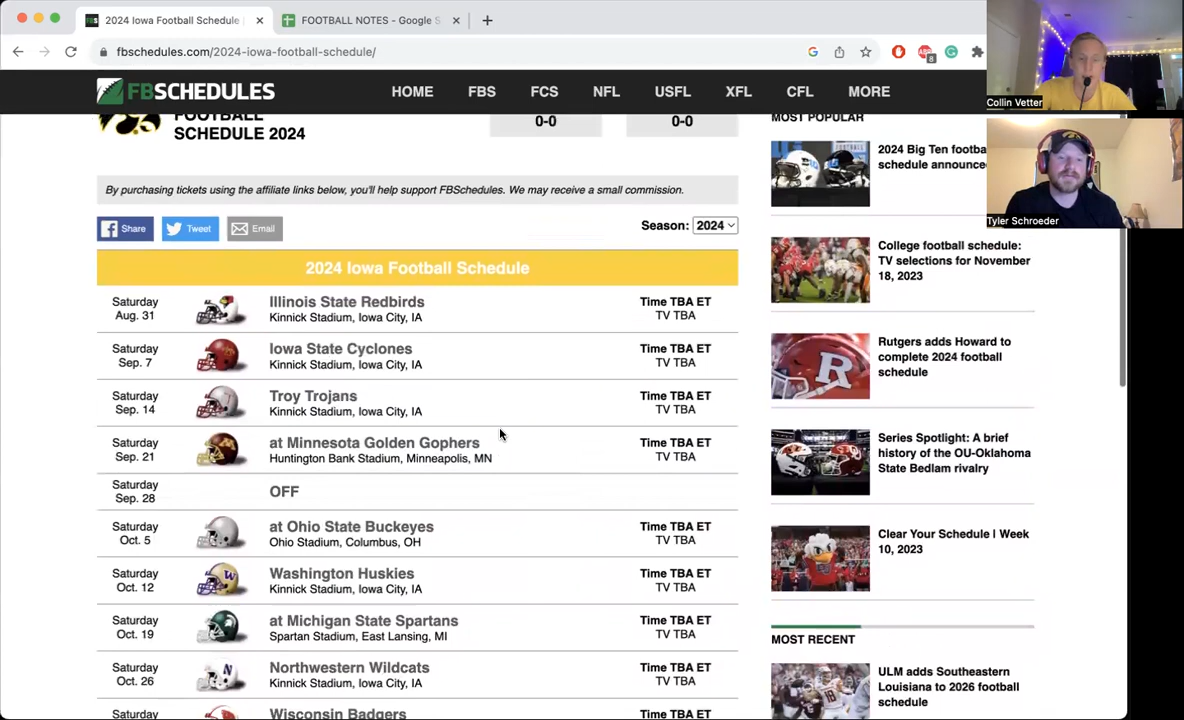 2024 Iowa Football Schedule
FOOTBALL NOTES - Google S
fbschedules.com/2024-iowa-football-schedule/
8
FBSCHEDULES
HOME
FBS
FCS
NFL
USFL
XFL
CFL
MORE
Collin Vetter
Tyler Schroeder
FOOTBALL
SCHEDULE 2024
0-0
0-0
By purchasing tickets using the affiliate links below, you'll help support FBSchedules. We may receive a small commission.
Share
Tweet
Email
Season: 2024
2024 Iowa Football Schedule
Saturday
Aug. 31
Illinois State Redbirds
Kinnick Stadium, Iowa City, IA
Time TBA ET
TV TBA
Saturday
Sep. 7
Iowa State Cyclones
Kinnick Stadium, Iowa City, IA
Time TBA ET
TV TBA
Saturday
Sep. 14
Troy Trojans
Kinnick Stadium, Iowa City, IA
Time TBA ET
TV TBA
Saturday
Sep. 21
at Minnesota Golden Gophers
Huntington Bank Stadium, Minneapolis, MN
Time TBA ET
TV TBA
Saturday
Sep. 28
OFF
Saturday
Oct. 5
at Ohio State Buckeyes
Ohio Stadium, Columbus, OH
Time TBA ET
TV TBA
Saturday
Oct. 12
Washington Huskies
Kinnick Stadium, Iowa City, IA
Time TBA ET
TV TBA
Saturday
Oct. 19
at Michigan State Spartans
Spartan Stadium, East Lansing, MI
Time TBA ET
TV TBA
Saturday
Oct. 26
Northwestern Wildcats
Kinnick Stadium, Iowa City, IA
Time TBA ET
TV TBA
Saturday
Wisconsin Badgers
Time TBA ET
MOST POPULAR
2024 Big Ten footba
schedule announce
College football schedule:
TV selections for November
18, 2023
Rutgers adds Howard to
complete 2024 football
schedule
Series Spotlight: A brief
history of the OU-Oklahoma
State Bedlam rivalry
Clear Your Schedule | Week
10, 2023
MOST RECENT
ULM adds Southeastern
Louisiana to 2026 football
schedule